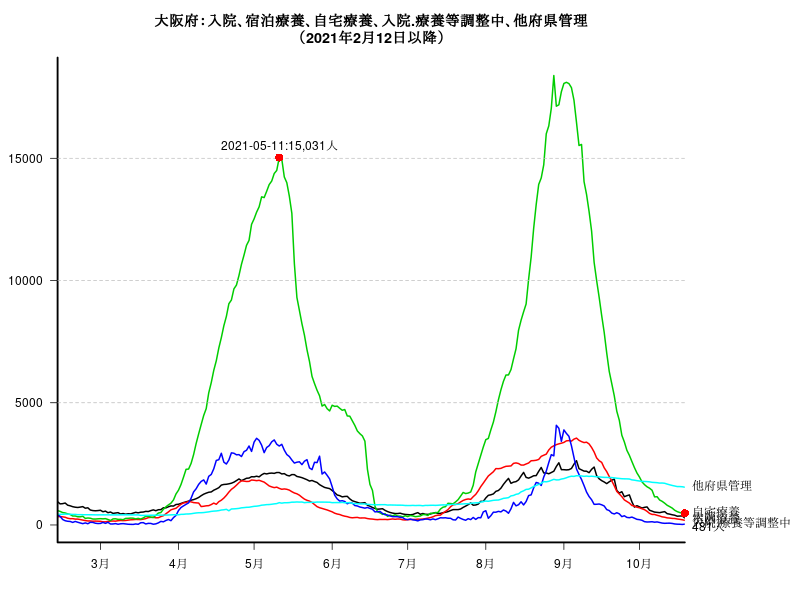 大阪府：入院、宿泊療養、自宅療養、入院.療養等調整中、他府県管理
（2021年2月12日以降）
2021-05-11:15,031人
15000
10000
5000
0
他府県管理
自宅療養
療養等調整中
481人
3月 4月 5月 6月 7月 8月 9月 10月